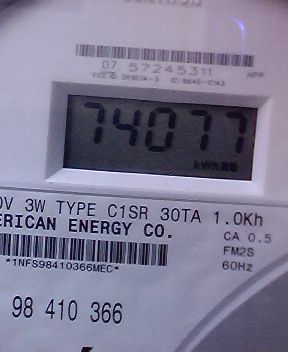 07 57245311
74077
kWh
0V 3W TYPE C1SR 30TA 1.0Kh
ERICAN ENERGY CO.
CA 0.5
FM2S
*1NFS98410366MEC*
60Hz
98 410 366